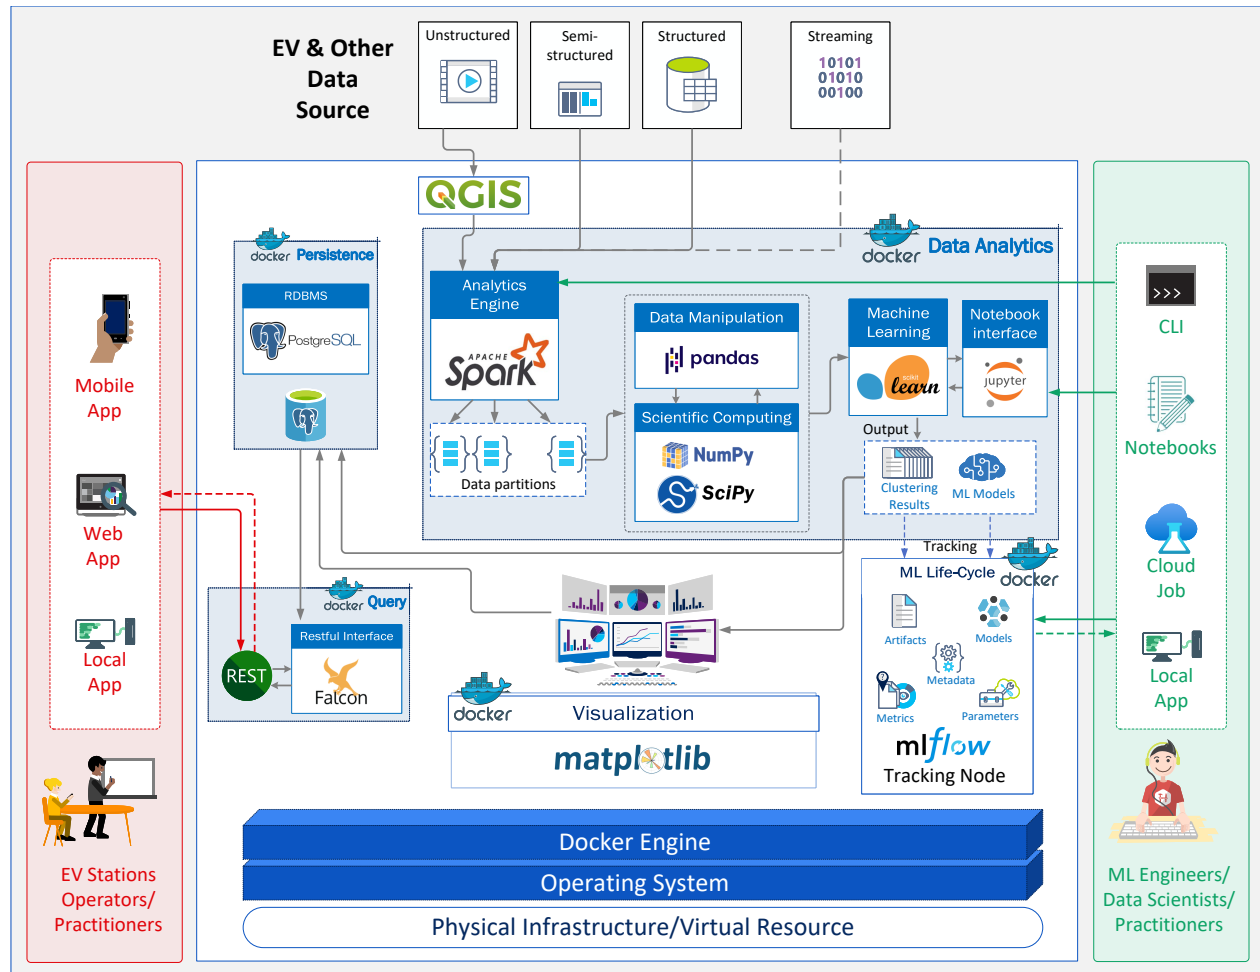 EV & Other
Data
Source
Unstructured
Semi-
structured
Structured
Streaming
10101
01010
00100
QGIS
docker
Persistence
RDBMS
PostgreSQL
docker
Data Analytics
Analytics
Engine
APACHE
Spark
Data partitions
Data Manipulation
pandas
Scientific Computing
NumPy
SciPy
Machine
Learning
scikit
learn
Notebook
interface
jupyter
Output
Clustering
Results
ML Models
Tracking
docker
ML Life-Cycle
Artifacts
Models
Metadata
Metrics
Parameters
mlflow
Tracking Node
docker
Query
Restful Interface
Falcon
REST
docker
Visualization
matplotlib
Docker Engine
Operating System
Physical Infrastructure/Virtual Resource
Mobile
App
Web
App
Local
App
EV Stations
Operators/
Practitioners
>>>
CLI
Notebooks
Cloud
Job
Local
App
ML Engineers/
Data Scientists/
Practitioners